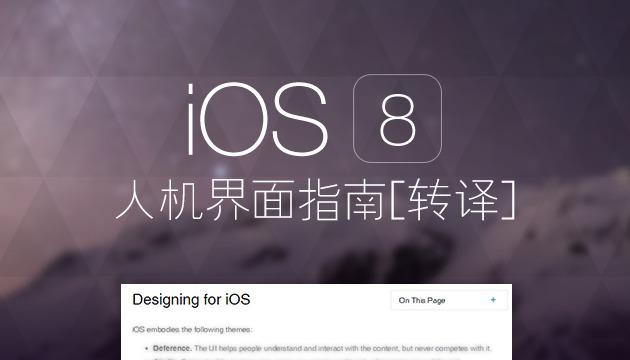 iOS 8
人机界面指南[转译]
Designing for iOS
On This Page +
iOS embodies the following themes:
• Deference. The UI helps people understand and interact with the content, but never competes with it.